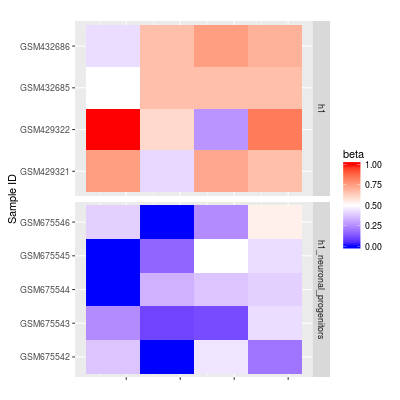 GSM432686
GSM432685
GSM429322
GSM429321
h1
GSM675546
GSM675545
GSM675544
GSM675543
GSM675542
h1_neuronal_progenitors
Sample ID
beta
1.00
0.75
0.50
0.25
0.00